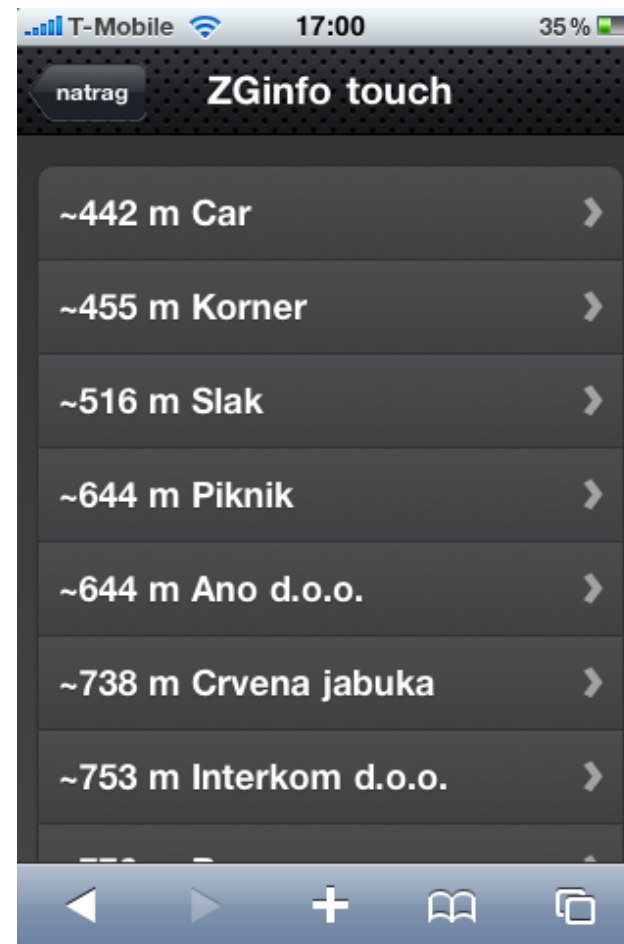 T-Mobile 17:00 35 %
natrag ZGinfo touch
~442 m Car
~455 m Korner
~516 m Slak
~644 m Piknik
~644 m Ano d.o.o.
~738 m Crvena jabuka
~753 m Interkom d.o.o.